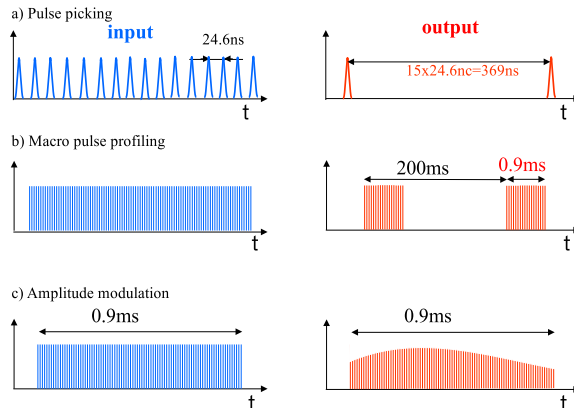 a) Pulse picking
input
output
24.6ns
15x24.6nc=369ns
t
t
b) Macro pulse profiling
200ms
0.9ms
t
t
c) Amplitude modulation
0.9ms
0.9ms
t
t